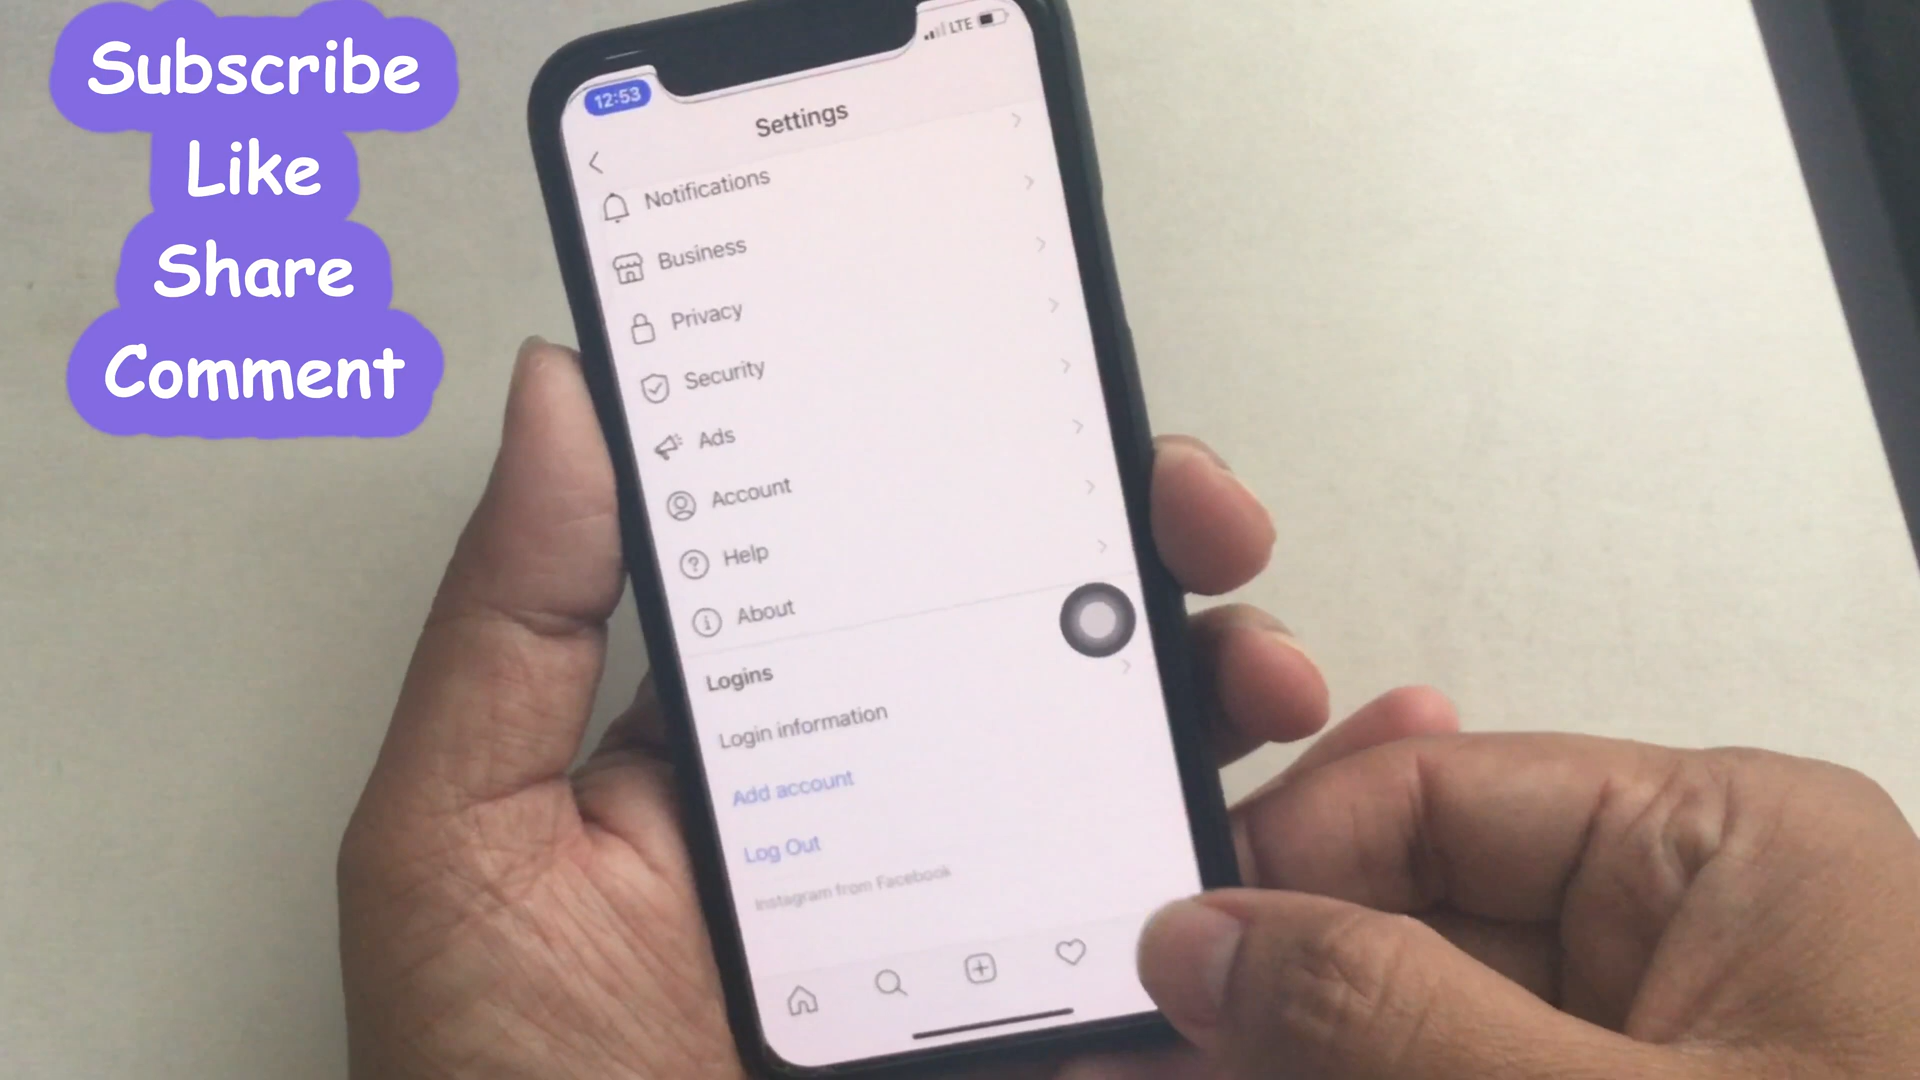 Subscribe
Like
Share
Comment
12:53
LTE
Settings
Notifications
Business
Privacy
Security
Ads
Account
Help
About
Logins
Login information
Add account
Log Out
Instagram from Facebook